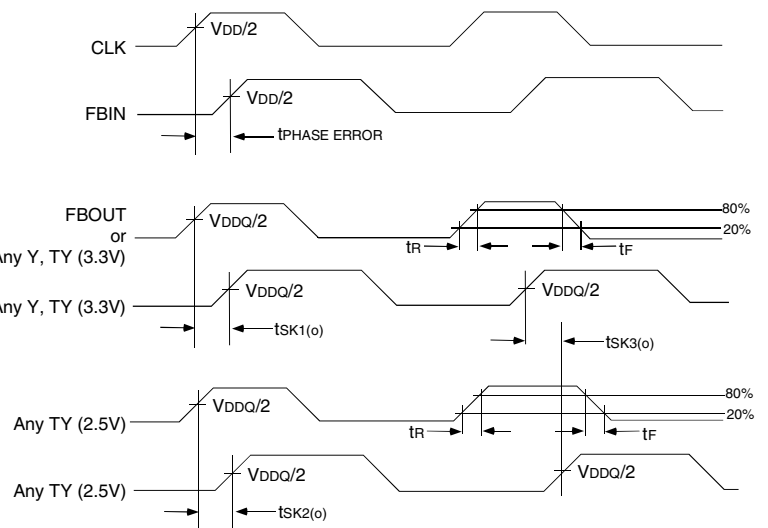 VDD/2
CLK
VDD/2
FBIN
tPHASE ERROR
FBOUT
or
Any Y, TY (3.3V)
VDDQ/2
80%
20%
tR
tF
Any Y, TY (3.3V)
VDDQ/2
VDDQ/2
tSK1(o)
tSK3(o)
Any TY (2.5V)
VDDQ/2
80%
20%
tR
tF
Any TY (2.5V)
VDDQ/2
VDDQ/2
tSK2(o)